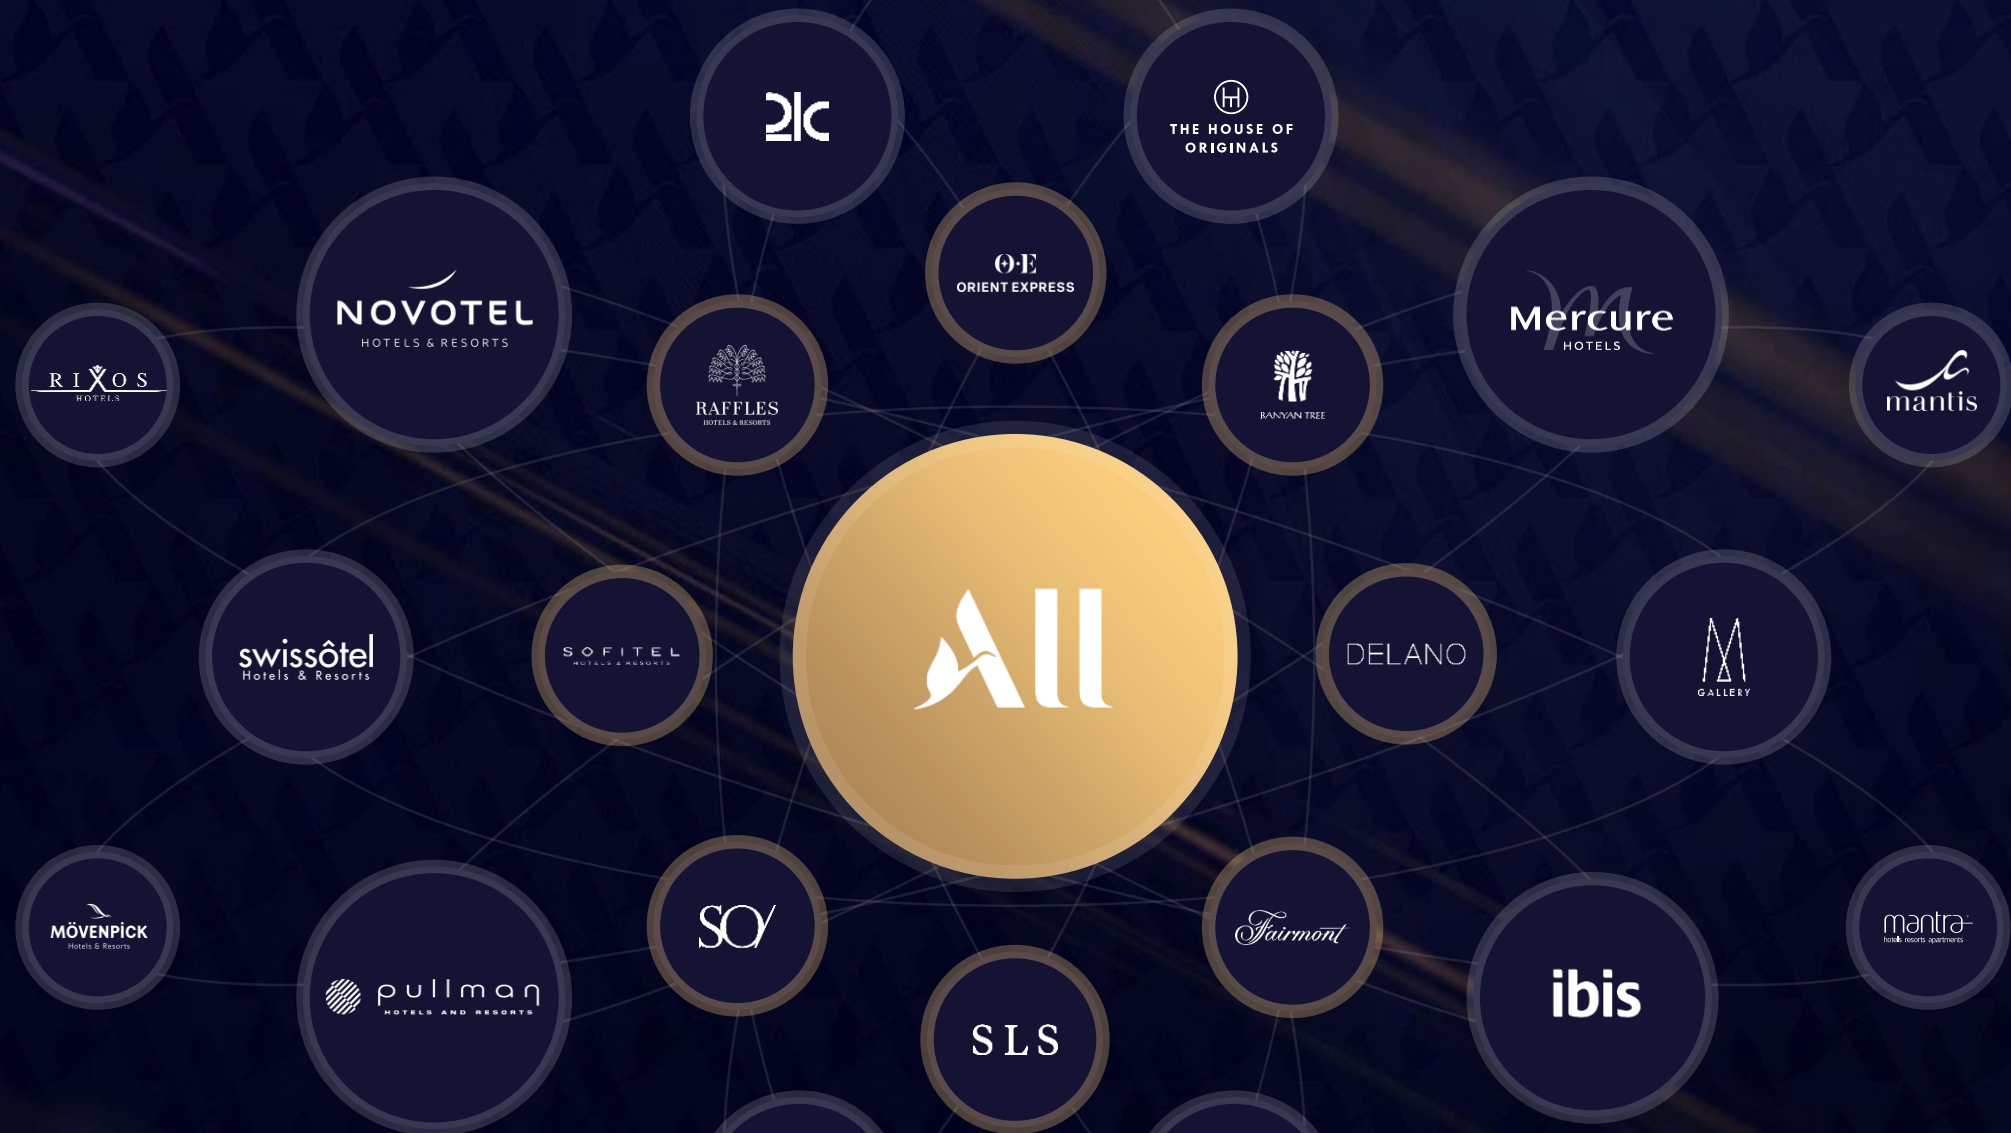 21c
THE HOUSE OF
ORIGINALS
O·E
ORIENT EXPRESS
NOVOTEL
HOTELS & RESORTS
Mercure
HOTELS
RIXOS
HOTELS
RAFFLES
HOTELS & RESORTS
BANYAN TREE
mantis
ALL
swissôtel
Hotels & Resorts
SOFITEL
HOTELS & RESORTS
DELANO
M
GALLERY
MÖVENPICK
Hotels & Resorts
pullman
HOTELS AND RESORTS
SO/
SLS
Fairmont
ibis
mantra
hotels resorts apartments